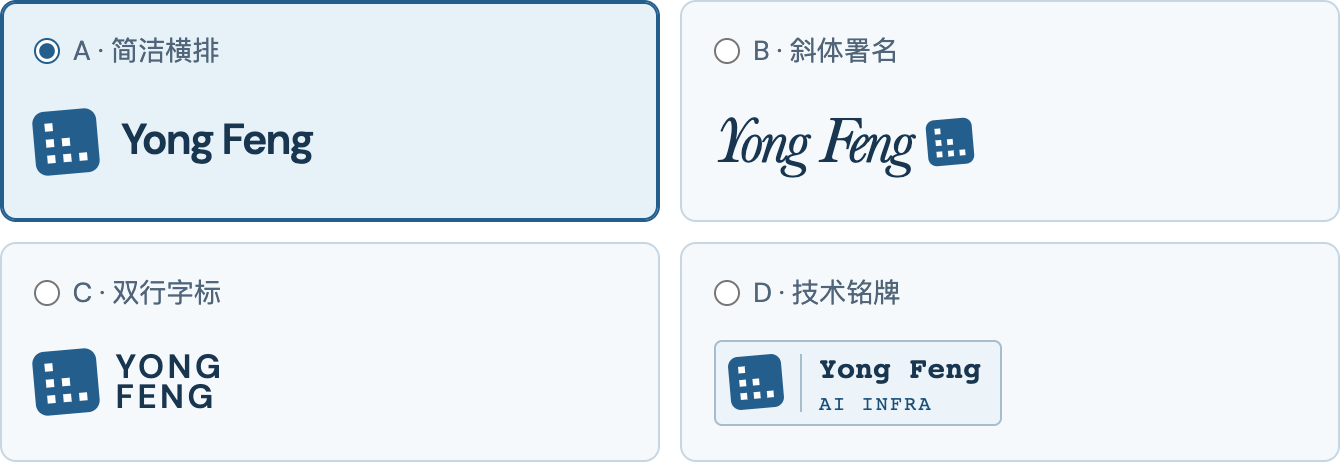 A · 简洁横排
Yong Feng
B · 斜体署名
Yong Feng
C · 双行字标
YONG
FENG
D · 技术铭牌
Yong Feng
AI INFRA